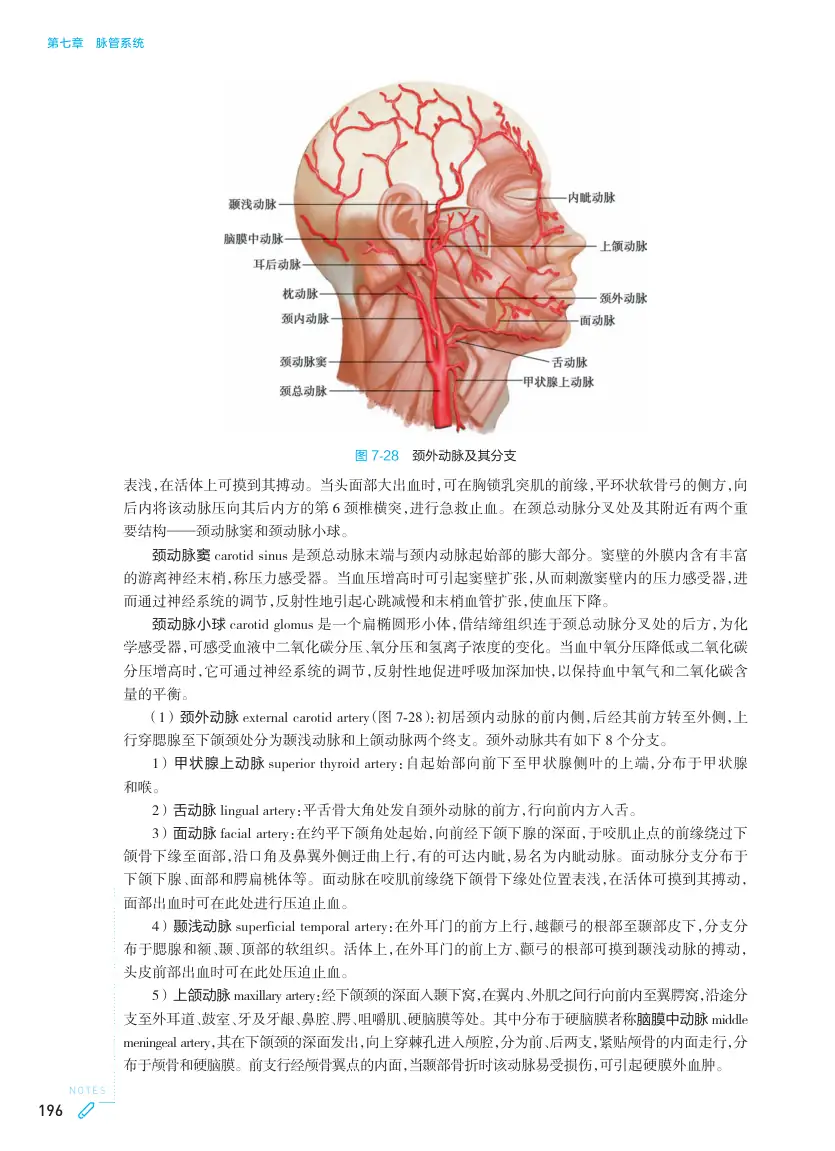 第七章 脉管系统
颞浅动脉
内眦动脉
脑膜中动脉
上颌动脉
耳后动脉
枕动脉
颈外动脉
颈内动脉
面动脉
颈动脉窦
舌动脉
甲状腺上动脉
颈总动脉
图 7-28 颈外动脉及其分支
表浅,在活体上可摸到其搏动。当头面部大出血时,可在胸锁乳突肌的前缘,平环状软骨弓的侧方,向
后内将该动脉压向其后内方的第 6 颈椎横突,进行急救止血。在颈总动脉分叉处及其附近有两个重
要结构——颈动脉窦和颈动脉小球。
颈动脉窦 carotid sinus 是颈总动脉末端与颈内动脉起始部的膨大部分。窦壁的外膜内含有丰富
的游离神经末梢,称压力感受器。当血压增高时可引起窦壁扩张,从而刺激窦壁内的压力感受器,进
而通过神经系统的调节,反射性地引起心跳减慢和末梢血管扩张,使血压下降。
颈动脉小球 carotid glomus 是一个扁椭圆形小体,借结缔组织连于颈总动脉分叉处的后方,为化
学感受器,可感受血液中二氧化碳分压、氧分压和氢离子浓度的变化。当血中氧分压降低或二氧化碳
分压增高时,它可通过神经系统的调节,反射性地促进呼吸加深加快,以保持血中氧气和二氧化碳含
量的平衡。
(1)颈外动脉 external carotid artery(图 7-28):初居颈内动脉的前内侧,后经其前方转至外侧,上
行穿腮腺至下颌颈处分为颞浅动脉和上颌动脉两个终支。颈外动脉共有如下 8 个分支。
1)甲状腺上动脉 superior thyroid artery:自起始部向前下至甲状腺侧叶的上端,分布于甲状腺
和喉。
2)舌动脉 lingual artery:平舌骨大角处发自颈外动脉的前方,行向前内方入舌。
3)面动脉 facial artery:在约平下颌角处起始,向前经下颌下腺的深面,于咬肌止点的前缘绕过下
颌骨下缘至面部,沿口角及鼻翼外侧迂曲上行,有的可达内眦,易名为内眦动脉。面动脉分支分布于
下颌下腺、面部和腭扁桃体等。面动脉在咬肌前缘绕下颌骨下缘处位置表浅,在活体可摸到其搏动,
面部出血时可在此处进行压迫止血。
4)颞浅动脉 superficial temporal artery:在外耳门的前方上行,越颧弓的根部至颞部皮下,分支分
布于腮腺和额、颞、顶部的软组织。活体上,在外耳门的前上方、颧弓的根部可摸到颞浅动脉的搏动,
头皮前部出血时可在此处压迫止血。
5)上颌动脉 maxillary artery:经下颌颈的深面入颞下窝,在翼内、外肌之间行向前内至翼腭窝,沿途分
支至外耳道、鼓室、牙及牙龈、鼻腔、腭、咀嚼肌、硬脑膜等处。其中分布于硬脑膜者称脑膜中动脉 middle
meningeal artery,其在下颌颈的深面发出,向上穿棘孔进入颅腔,分为前、后两支,紧贴颅骨的内面走行,分
布于颅骨和硬脑膜。前支行经颅骨翼点的内面,当颞部骨折时该动脉易受损伤,可引起硬膜外血肿。
NOTES
196